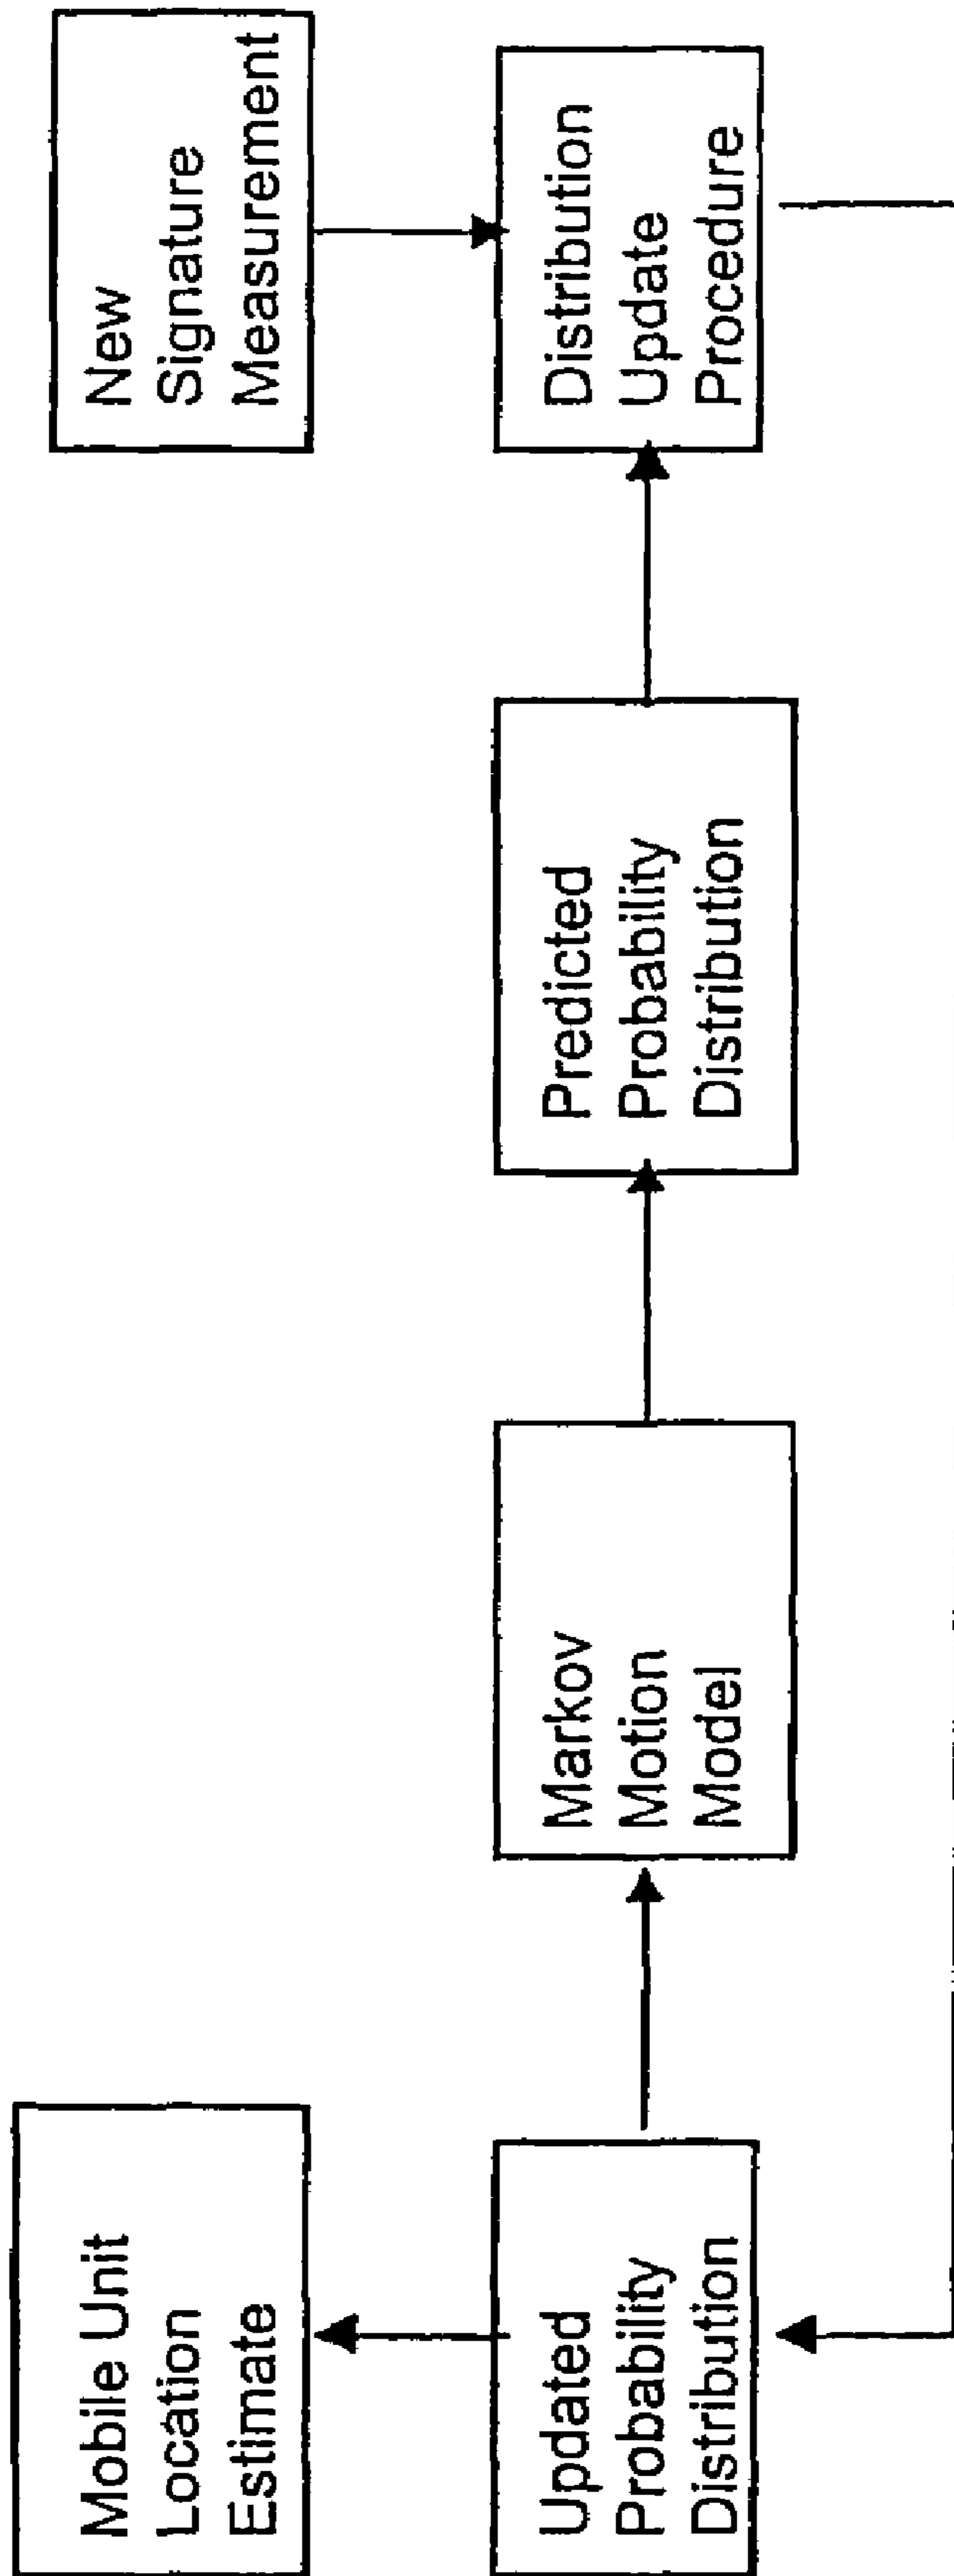 Mobile Unit
Location
Estimate
New
Signature
Measurement
Updated
Probability
Distribution
Markov
Motion
Model
Predicted
Probability
Distribution
Distribution
Update
Procedure